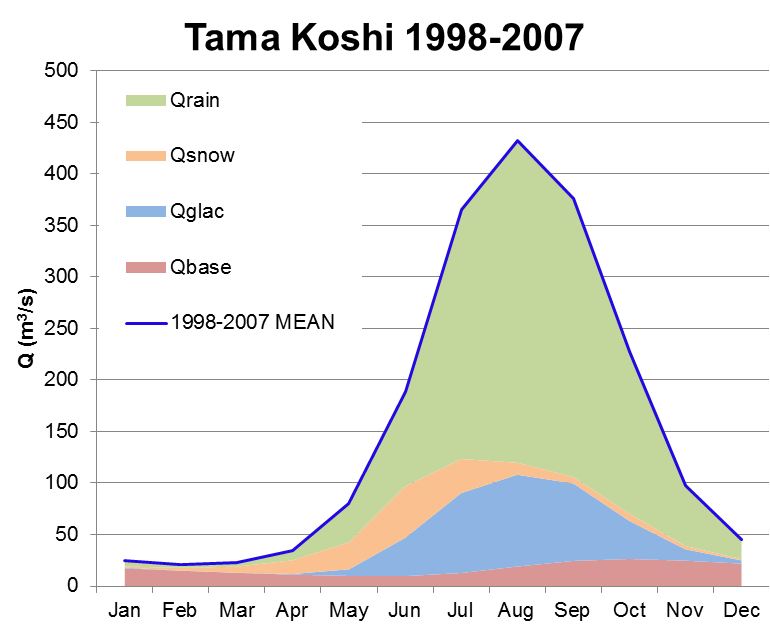 Tama Koshi 1998-2007
500
450
400
350
300
250
200
150
100
50
0
Q (m³/s)
Qrain
Qsnow
Qglac
Qbase
1998-2007 MEAN
Jan Feb Mar Apr May Jun Jul Aug Sep Oct Nov Dec